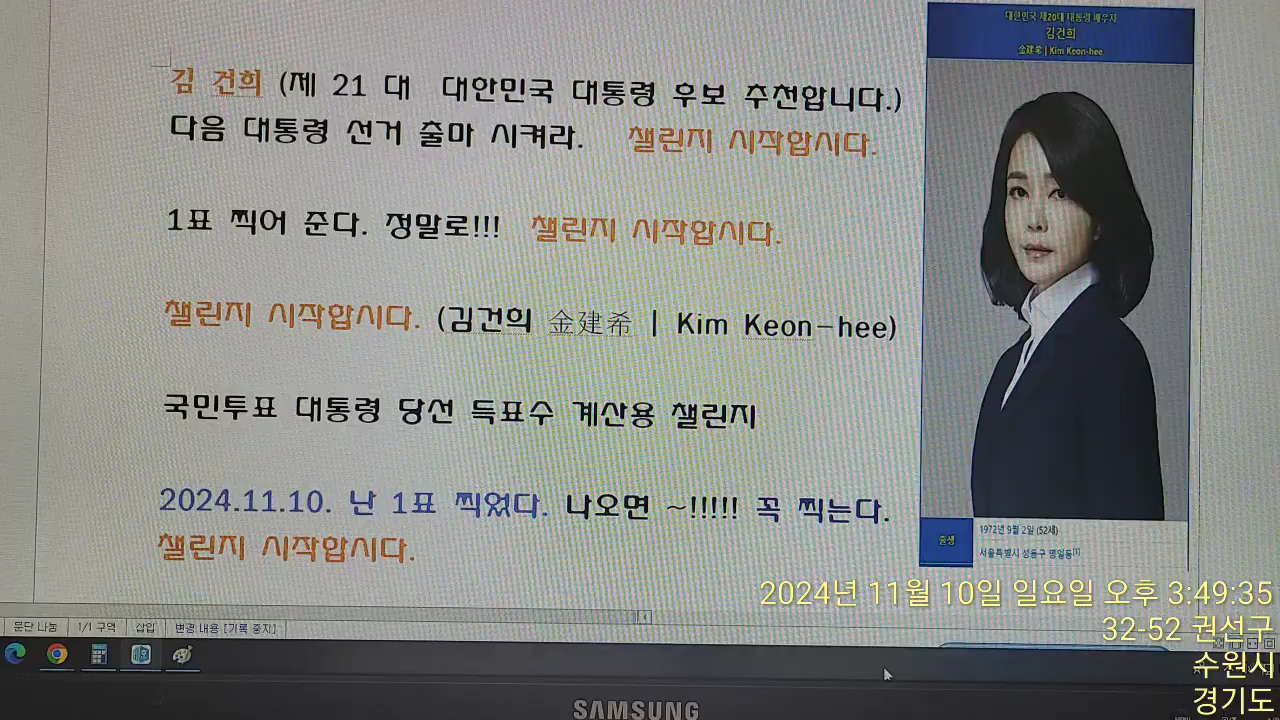 김 건희 (제 21 대 대한민국 대통령 후보 추천합니다.)
다음 대통령 선거 출마 시켜라. 챌린지 시작합시다.
1표 찍어 준다. 정말로!!! 챌린지 시작합시다.
챌린지 시작합시다. (김건희 金建希 | Kim Keon-hee)
국민투표 대통령 당선 득표수 계산용 챌린지
2024.11.10. 난 1표 찍었다. 나오면 ~!!!!! 꼭 찍는다.
챌린지 시작합시다.
대한민국 제20대 대통령 배우자
김건희
金建希 | Kim Keon-hee
출생
1972년 9월 2일 (52세)
서울특별시 성동구 명일동[1]
2024년 11월 10일 일요일 오후 3:49:35
32-52 권선구
수원시
경기도
문단 나눔 1/1 구역 삽입 변경 내용 [기록 중지]
SAMSUNG